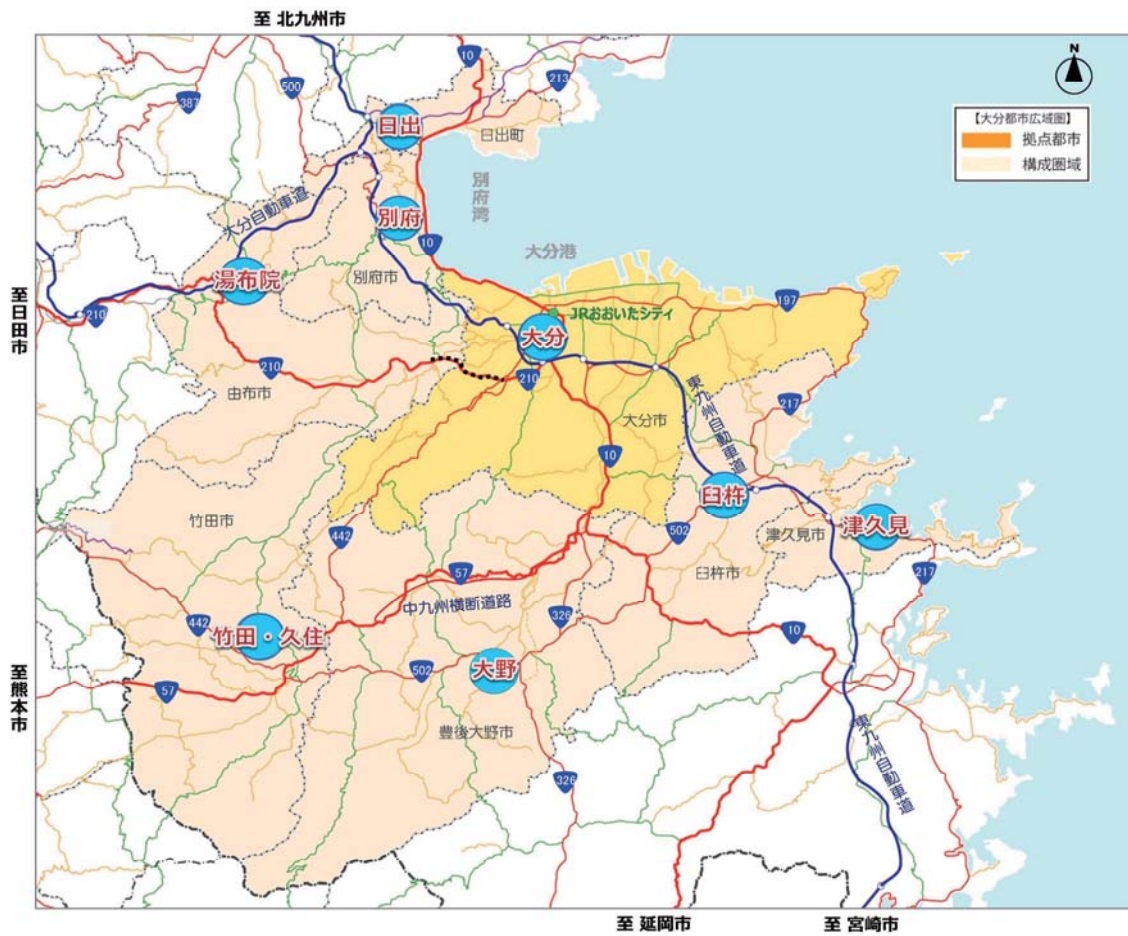 至 北九州市
N
10
213
500
387
日出
【大分都市広域圏】
拠点都市
構成圏域
日出町
別府湾
大分自動車道
別府
10
大分港
湯布院
別府市
至日田市
210
197
JRおおいたシティ
大分
210
210
由布市
217
大分市
東九州自動車道
10
臼杵
津久見
竹田市
442
502
津久見市
臼杵市
57
217
中九州横断道路
442
竹田・久住
326
10
大野
502
57
至熊本市
豊後大野市
東九州自動車道
326
至 延岡市
至 宮崎市